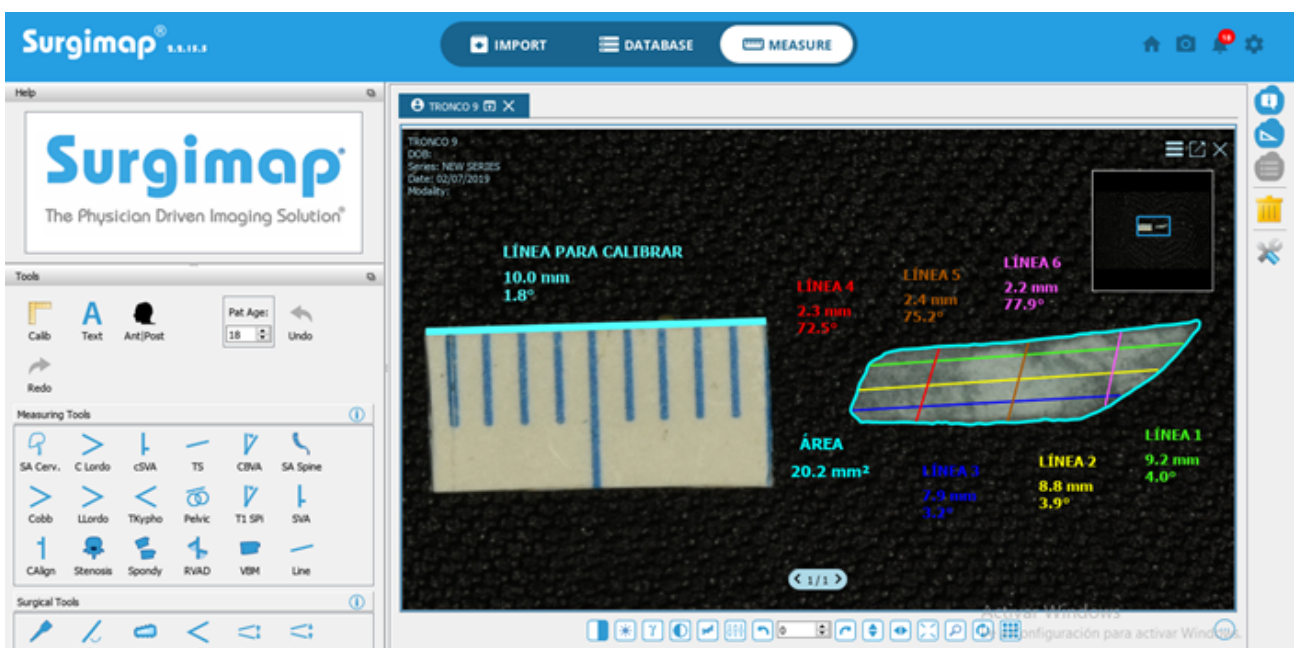 Surgimap® 2.2.15.5
IMPORT
DATABASE
MEASURE
Help
Surgimap®
The Physician Driven Imaging Solution®
Tools
Calib
Text
Ant|Post
Pat Age:
18
Undo
Redo
Measuring Tools
SA Cerv.
C Lordo
cSVA
TS
CBVA
SA Spine
Cobb
LLordo
TKypho
Pelvic
T1 SPi
SVA
CAlign
Stenosis
Spondy
RVAD
VBM
Line
Surgical Tools
TRONCO 9
TRONCO 9
DOB:
Series: NEW SERIES
Date: 02/07/2019
Modality:
LÍNEA PARA CALIBRAR
10.0 mm
1.8°
LÍNEA 4
2.3 mm
72.5°
LÍNEA 5
2.4 mm
75.2°
LÍNEA 6
2.2 mm
77.9°
ÁREA
20.2 mm²
LÍNEA 3
7.9 mm
3.2°
LÍNEA 2
8.8 mm
3.9°
LÍNEA 1
9.2 mm
4.0°
1/1
0
Activar Windows
configuración para activar Windows.